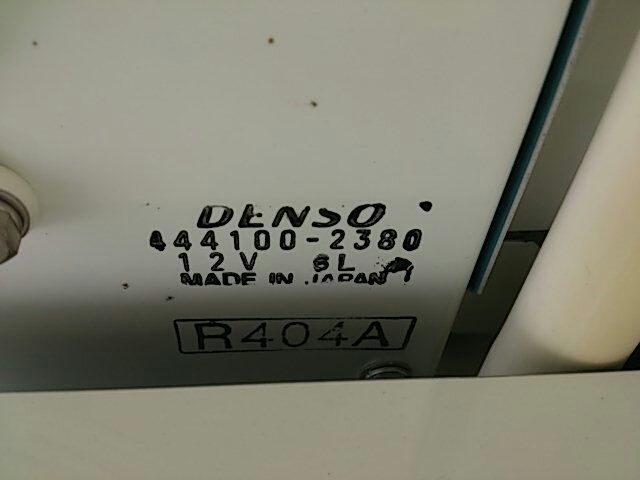 DENSO
444100-2380
12V 6L
MADE IN JAPAN
R404A